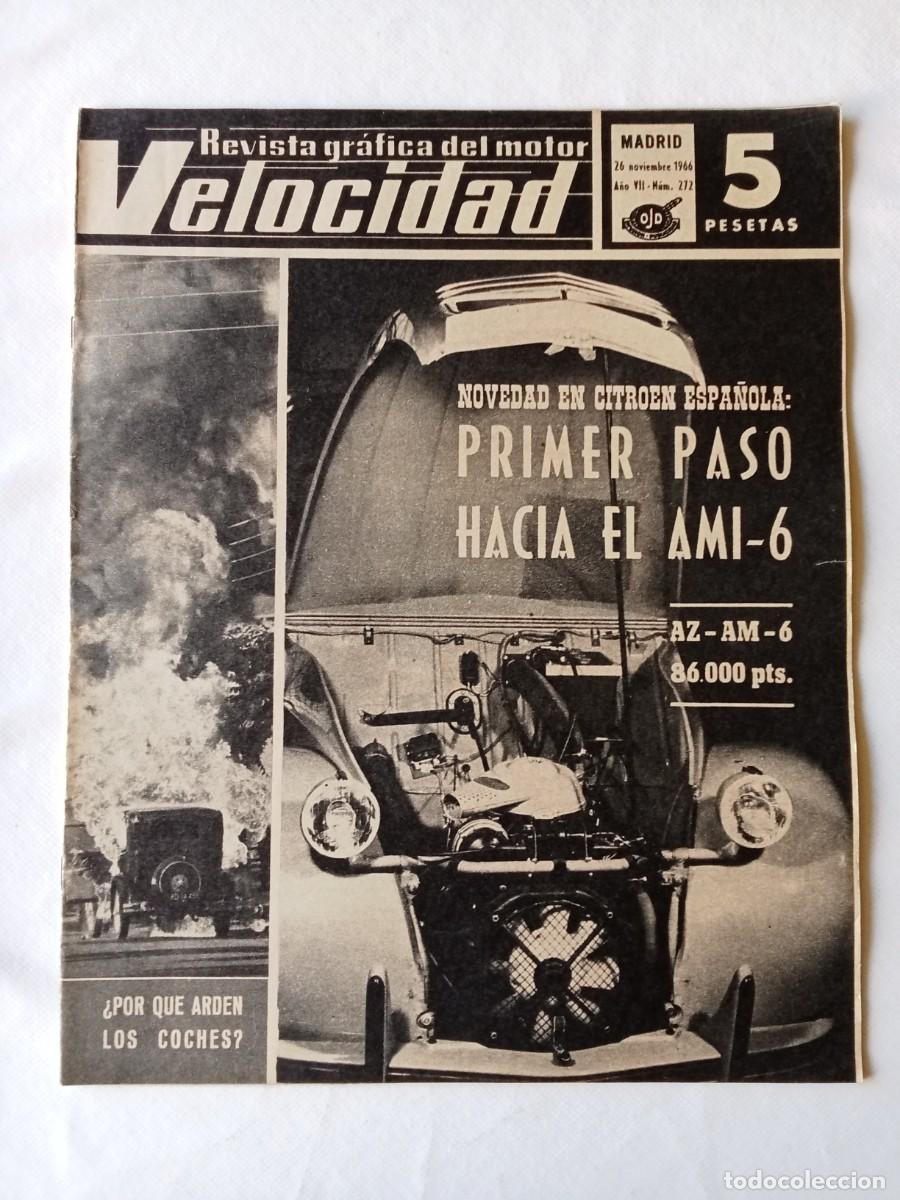 Revista gráfica del motor
Velocidad
MADRID
26 noviembre 1966
Año VII - Núm. 272
OJD
5
PESETAS
NOVEDAD EN CITROEN ESPAÑOLA:
PRIMER PASO
HACIA EL AMI-6
AZ-AM-6
86.000 pts.
¿POR QUE ARDEN
LOS COCHES?
todocoleccion